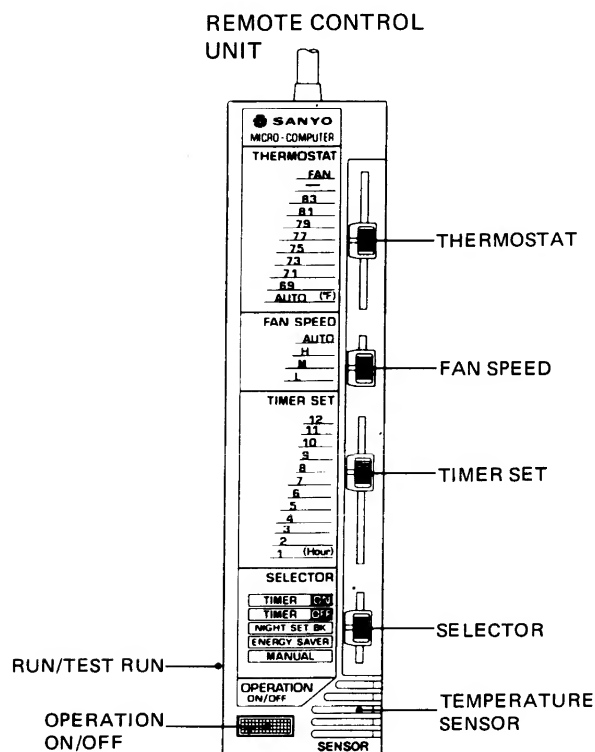 REMOTE CONTROL
UNIT
SANYO
MICRO-COMPUTER
THERMOSTAT
FAN
83
81
79
77
75
73
71
69
AUTO (°F)
THERMOSTAT
FAN SPEED
AUTO
H
M
L
FAN SPEED
TIMER SET
12
11
10
9
8
7
6
5
4
3
2
1 (Hour)
TIMER SET
SELECTOR
TIMER ON
TIMER OFF
NIGHT SET BK
ENERGY SAVER
MANUAL
SELECTOR
RUN/TEST RUN
OPERATION
ON/OFF
OPERATION
ON/OFF
TEMPERATURE
SENSOR
SENSOR